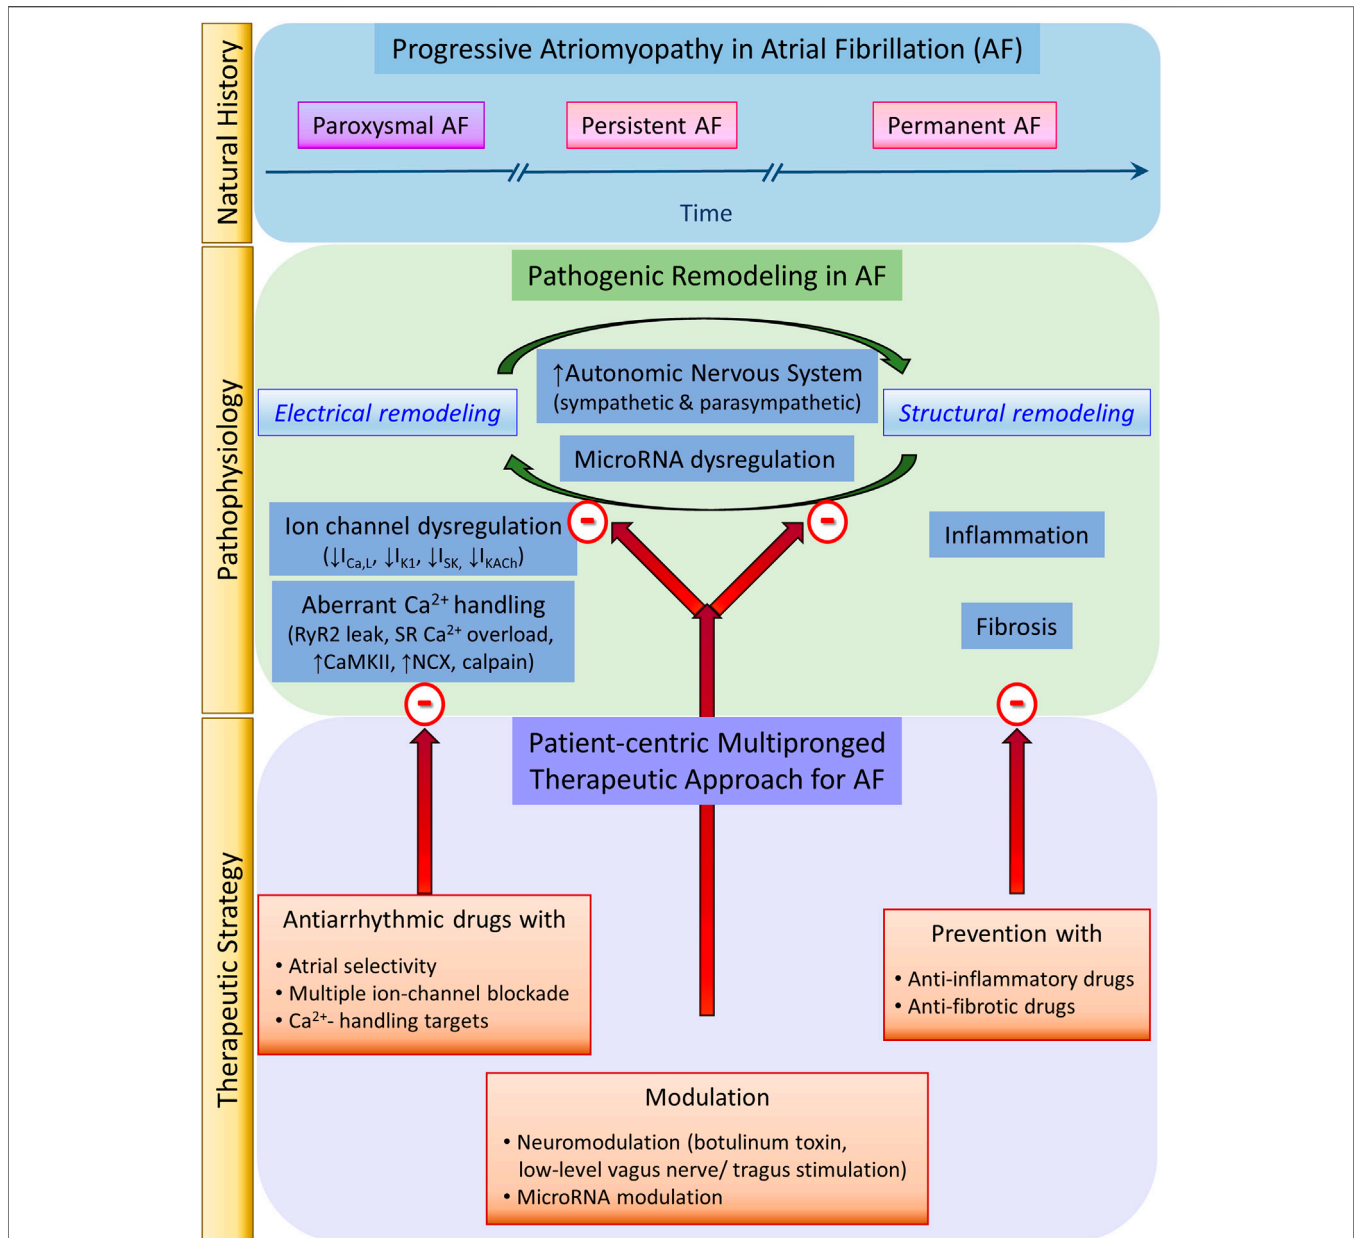 Natural History
Progressive Atriomyopathy in Atrial Fibrillation (AF)
Paroxysmal AF
Persistent AF
Permanent AF
Time
Pathophysiology
Pathogenic Remodeling in AF
↑Autonomic Nervous System
(sympathetic & parasympathetic)
Electrical remodeling
Structural remodeling
MicroRNA dysregulation
Ion channel dysregulation
(↓I_Ca,L, ↓I_K1, ↓I_SK, ↓I_KACh)
-
-
Inflammation
Aberrant Ca²⁺ handling
(RyR2 leak, SR Ca²⁺ overload,
↑CaMKII, ↑NCX, calpain)
Fibrosis
-
-
Therapeutic Strategy
Patient-centric Multipronged
Therapeutic Approach for AF
Antiarrhythmic drugs with
• Atrial selectivity
• Multiple ion-channel blockade
• Ca²⁺- handling targets
Prevention with
• Anti-inflammatory drugs
• Anti-fibrotic drugs
Modulation
• Neuromodulation (botulinum toxin,
low-level vagus nerve/ tragus stimulation)
• MicroRNA modulation